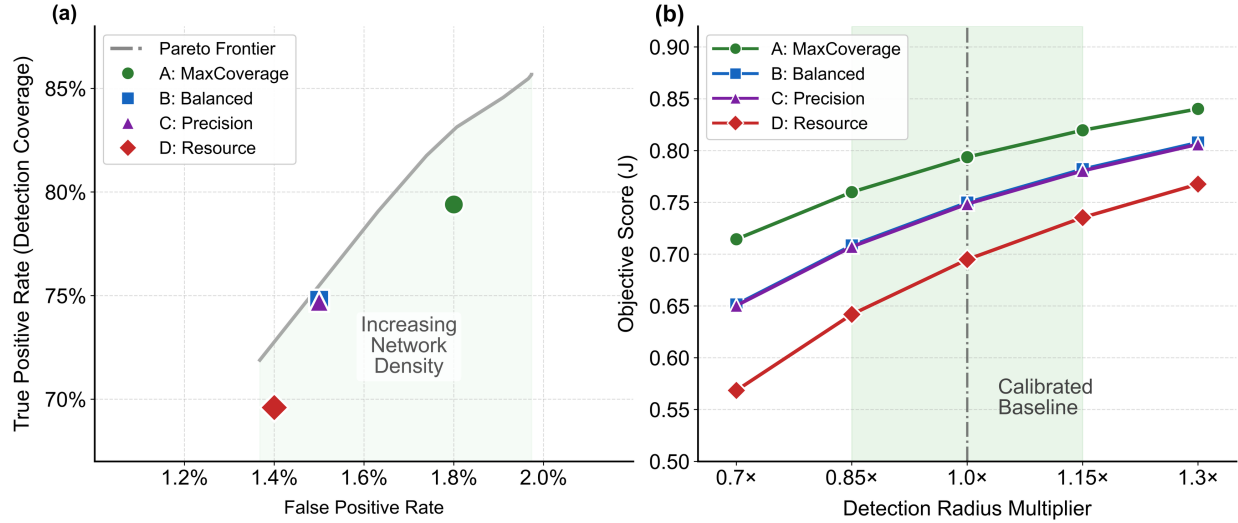 (a)
True Positive Rate (Detection Coverage)
85%
80%
75%
70%
Pareto Frontier
A: MaxCoverage
B: Balanced
C: Precision
D: Resource
Increasing
Network
Density
1.2%
1.4%
1.6%
1.8%
2.0%
False Positive Rate
(b)
Objective Score (J)
0.90
0.85
0.80
0.75
0.70
0.65
0.60
0.55
0.50
A: MaxCoverage
B: Balanced
C: Precision
D: Resource
Calibrated
Baseline
0.7×
0.85×
1.0×
1.15×
1.3×
Detection Radius Multiplier